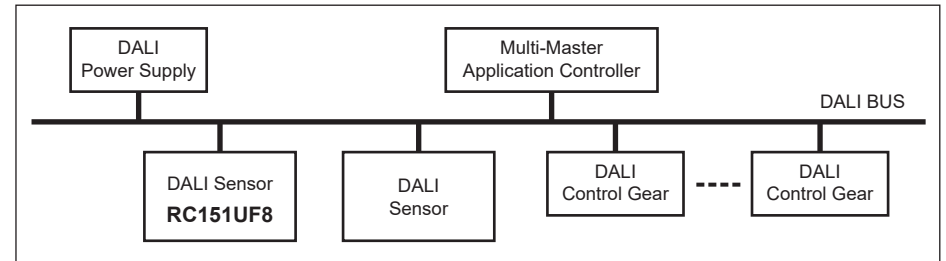 DALI
Power Supply
Multi-Master
Application Controller
DALI BUS
DALI Sensor
RC151UF8
DALI
Sensor
DALI
Control Gear
DALI
Control Gear